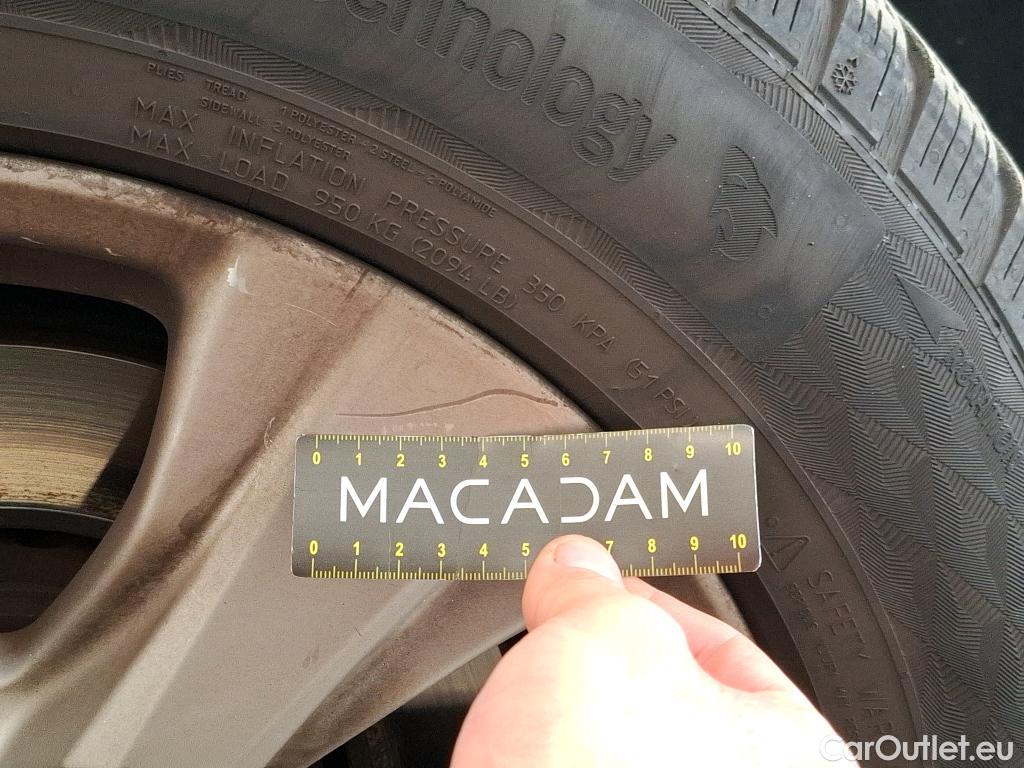 Technology
PLIES: TREAD: 1 POLYESTER + 2 STEEL + 2 POLYAMIDE
SIDEWALL: 2 POLYESTER
MAX INFLATION PRESSURE 350 KPA (51 PSI)
MAX LOAD 950 KG (2094 LB)
0 1 2 3 4 5 6 7 8 9 10
MACADAM
0 1 2 3 4 5 7 8 9 10
SAFETY WAR
CarOutlet.eu